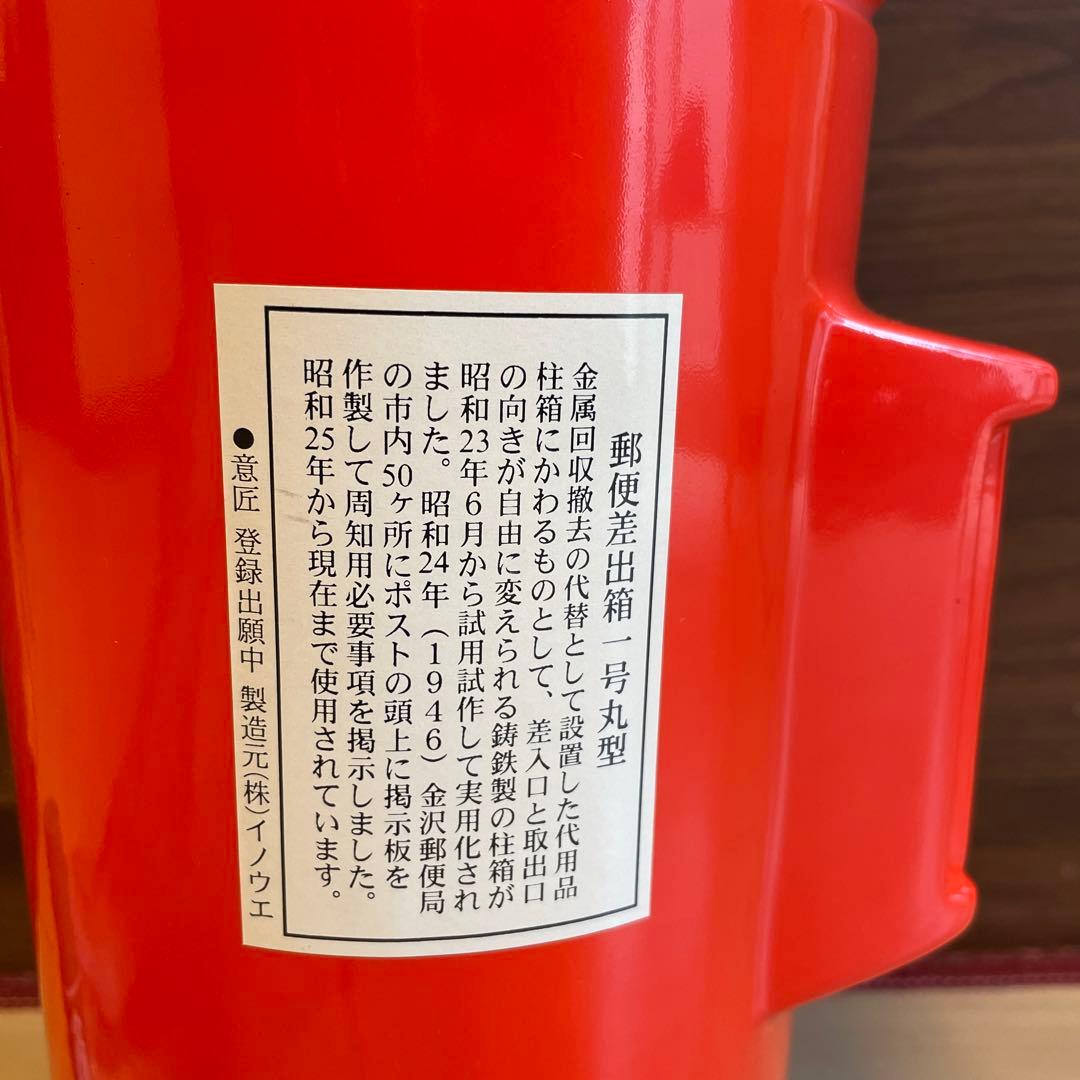 郵便差出箱一号丸型
金属回収撤去の代替として設置した代用品
柱箱にかわるものとして、差入口と取出口
の向きが自由に変えられる鋳鉄製の柱箱が
昭和23年6月から試用試作して実用化され
ました。昭和24年（1946）金沢郵便局
の市内50ヶ所にポストの頭上に掲示板を
作製して周知用必要事項を掲示しました。
昭和25年から現在まで使用されています。
●意匠 登録出願中 製造元(株)イノウエ